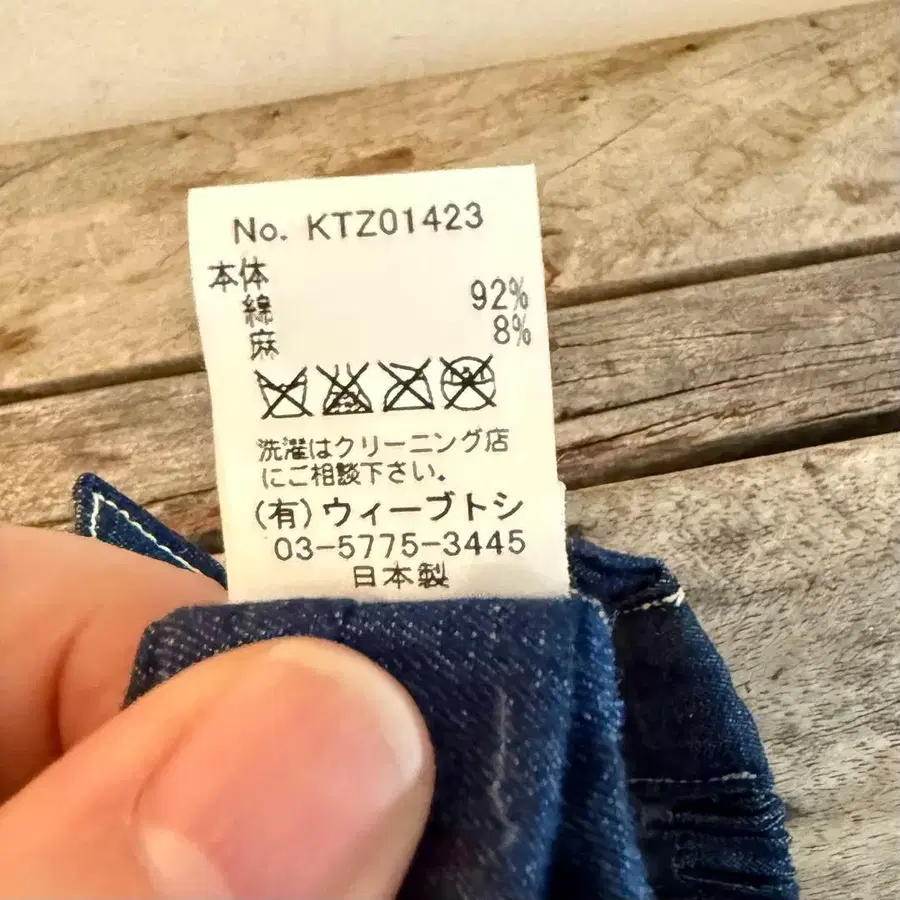 No. KTZ01423
本体
綿 92%
麻 8%
洗濯はクリーニング店
にご相談下さい。
(有)ウィーブトシ
03-5775-3445
日本製